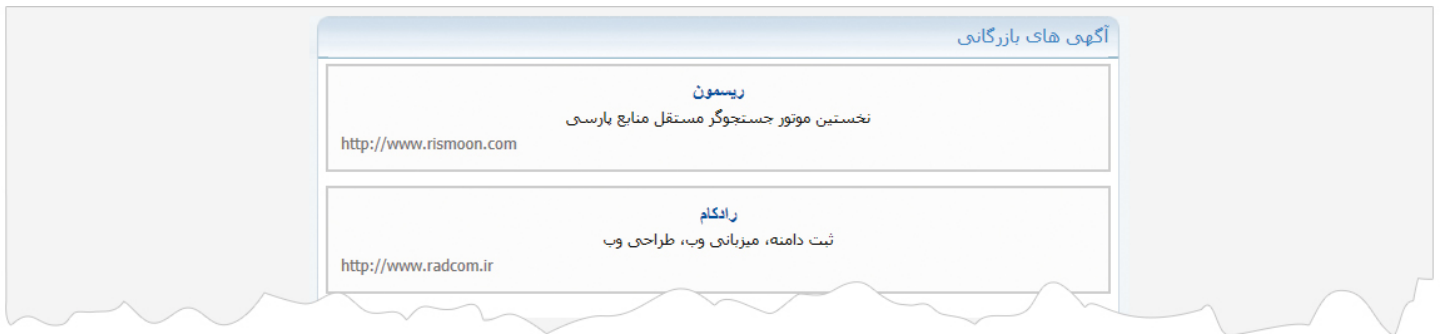 آگهی های بازرگانی
ریسمون
نخستین موتور جستجوگر مستقل منابع پارسی
http://www.rismoon.com
رادکام
ثبت دامنه، میزبانی وب، طراحی وب
http://www.radcom.ir